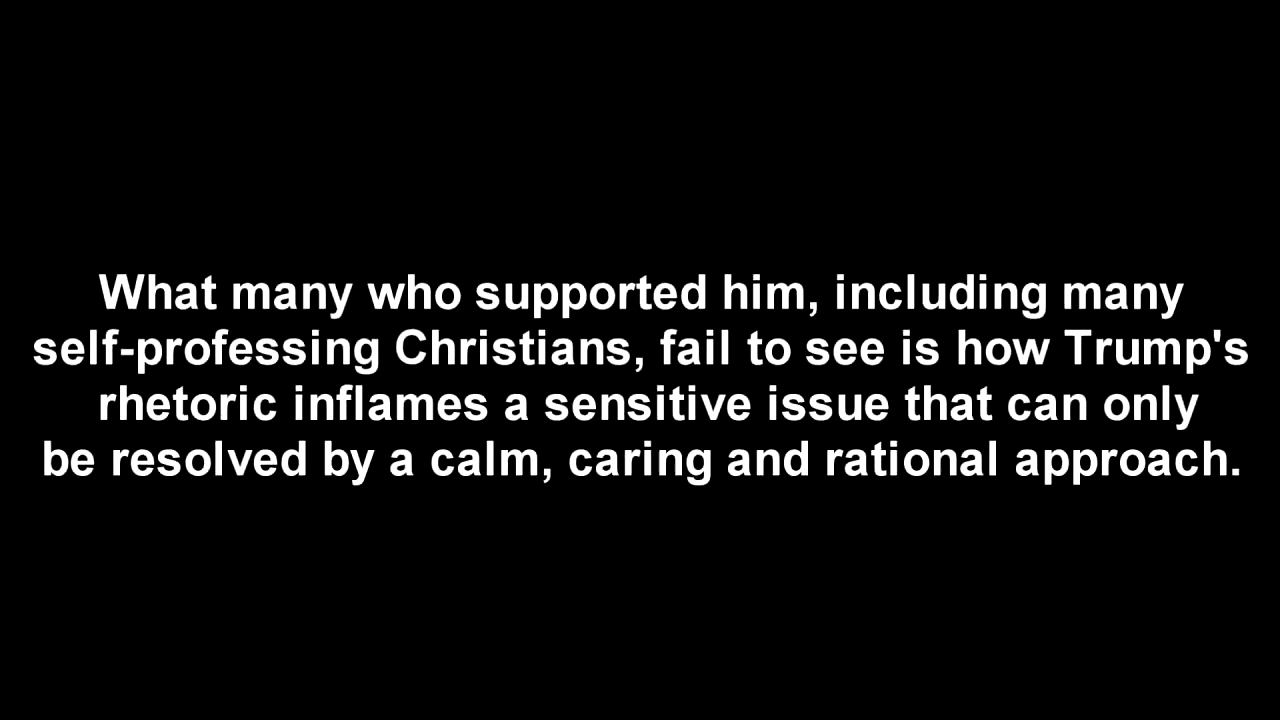 What many who supported him, including many
self-professing Christians, fail to see is how Trump's
rhetoric inflames a sensitive issue that can only
be resolved by a calm, caring and rational approach.